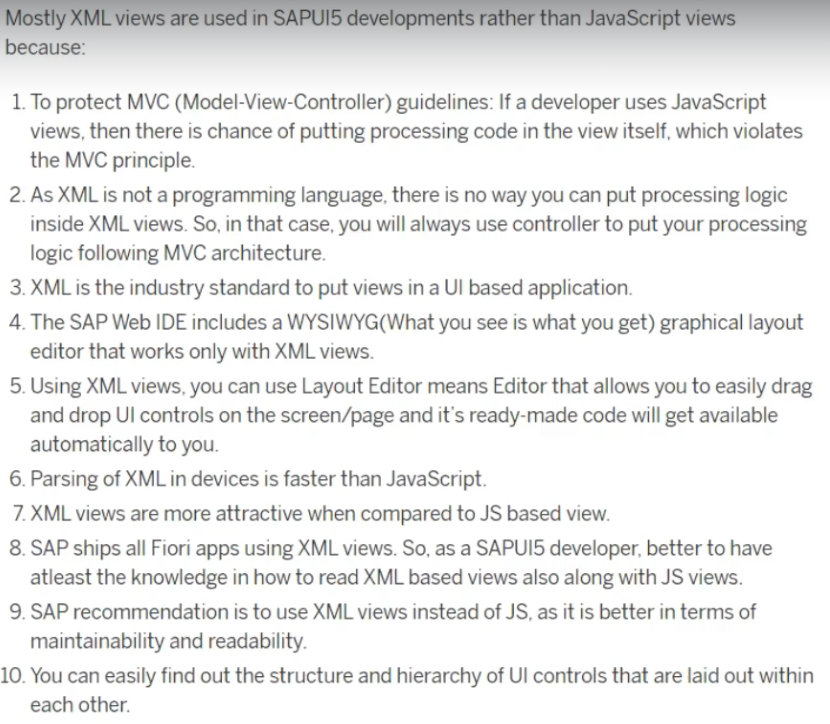 Mostly XML views are used in SAPUI5 developments rather than JavaScript views
because:
1. To protect MVC (Model-View-Controller) guidelines: If a developer uses JavaScript
views, then there is chance of putting processing code in the view itself, which violates
the MVC principle.
2. As XML is not a programming language, there is no way you can put processing logic
inside XML views. So, in that case, you will always use controller to put your processing
logic following MVC architecture.
3. XML is the industry standard to put views in a UI based application.
4. The SAP Web IDE includes a WYSIWYG(What you see is what you get) graphical layout
editor that works only with XML views.
5. Using XML views, you can use Layout Editor means Editor that allows you to easily drag
and drop UI controls on the screen/page and it's ready-made code will get available
automatically to you.
6. Parsing of XML in devices is faster than JavaScript.
7. XML views are more attractive when compared to JS based view.
8. SAP ships all Fiori apps using XML views. So, as a SAPUI5 developer, better to have
atleast the knowledge in how to read XML based views also along with JS views.
9. SAP recommendation is to use XML views instead of JS, as it is better in terms of
maintainability and readability.
10. You can easily find out the structure and hierarchy of UI controls that are laid out within
each other.